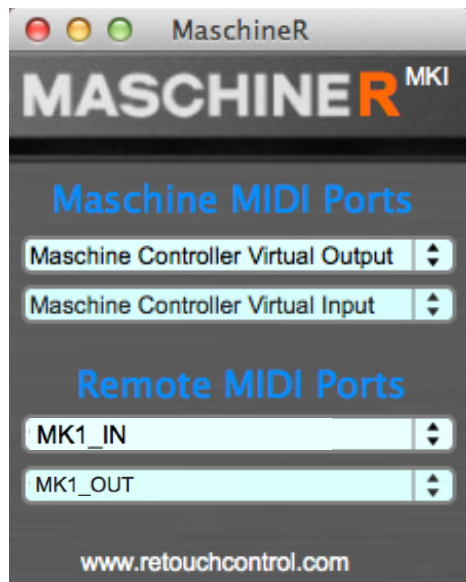 MaschineR
MASCHINER MKI
Maschine MIDI Ports
Maschine Controller Virtual Output
Maschine Controller Virtual Input
Remote MIDI Ports
MK1_IN
MK1_OUT
www.retouchcontrol.com